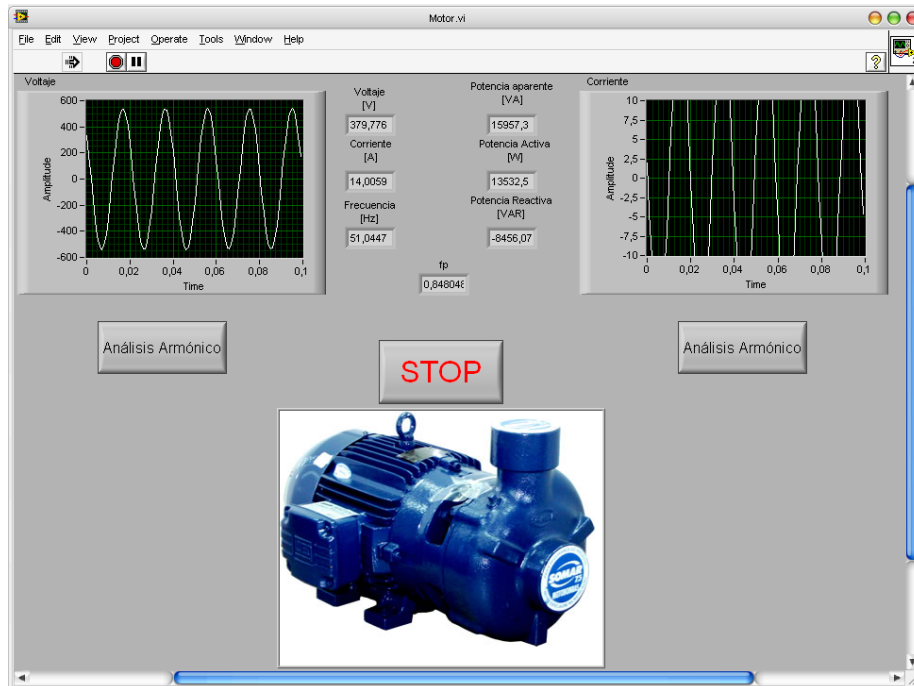 Motor.vi
File Edit View Project Operate Tools Window Help
?
Voltaje
600
400
200
0
-200
-400
-600
Amplitude
0 0,02 0,04 0,06 0,08 0,1
Time
Voltaje
[V]
379,776
Corriente
[A]
14,0059
Frecuencia
[Hz]
51,0447
Potencia aparente
[VA]
15957,3
Potencia Activa
[W]
13532,5
Potencia Reactiva
[VAR]
-8456,07
fp
0,848048
Corriente
10
7,5
5
2,5
0
-2,5
-5
-7,5
-10
Amplitude
0 0,02 0,04 0,06 0,08 0,1
Time
Análisis Armónico
STOP
Análisis Armónico
SOMAR